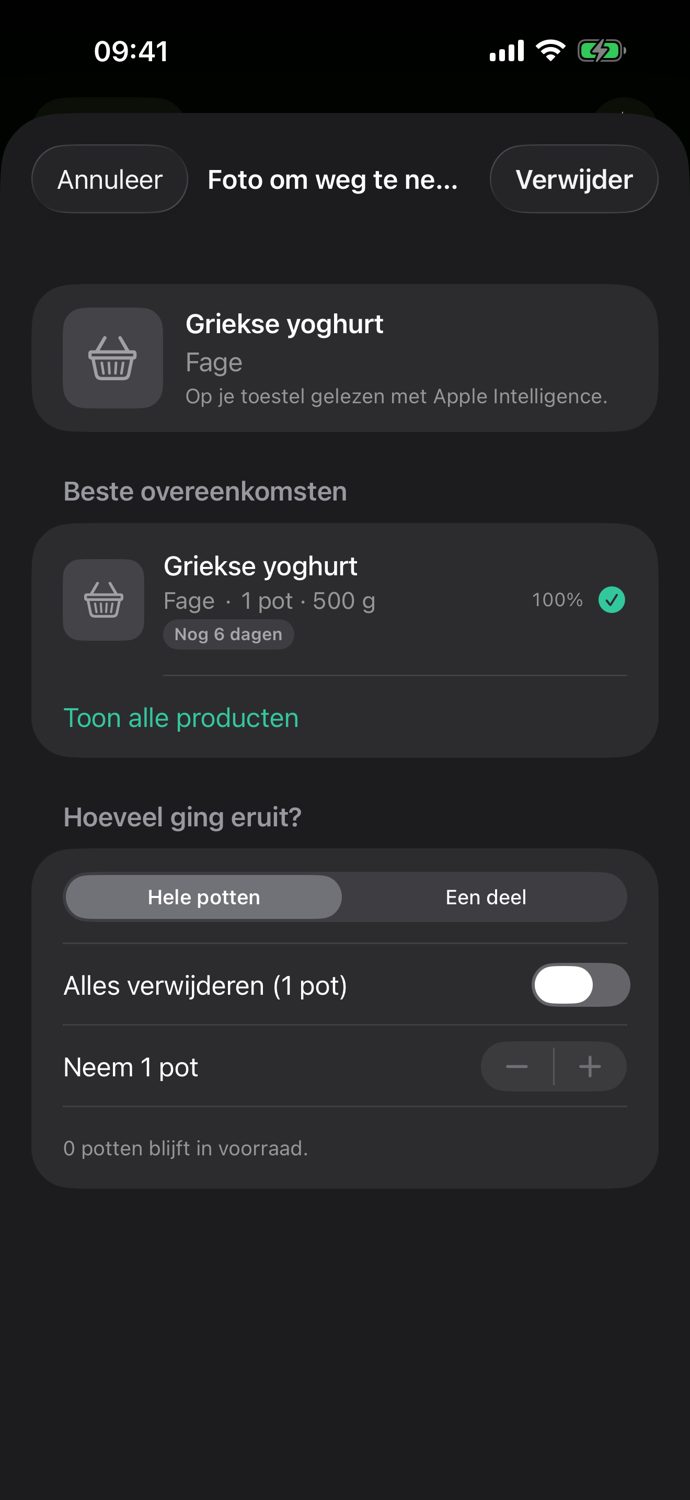 09:41
Annuleer
Foto om weg te ne...
Verwijder
Griekse yoghurt
Fage
Op je toestel gelezen met Apple Intelligence.
Beste overeenkomsten
Griekse yoghurt
Fage · 1 pot · 500 g
100%
Nog 6 dagen
Toon alle producten
Hoeveel ging eruit?
Hele potten
Een deel
Alles verwijderen (1 pot)
Neem 1 pot
0 potten blijft in voorraad.